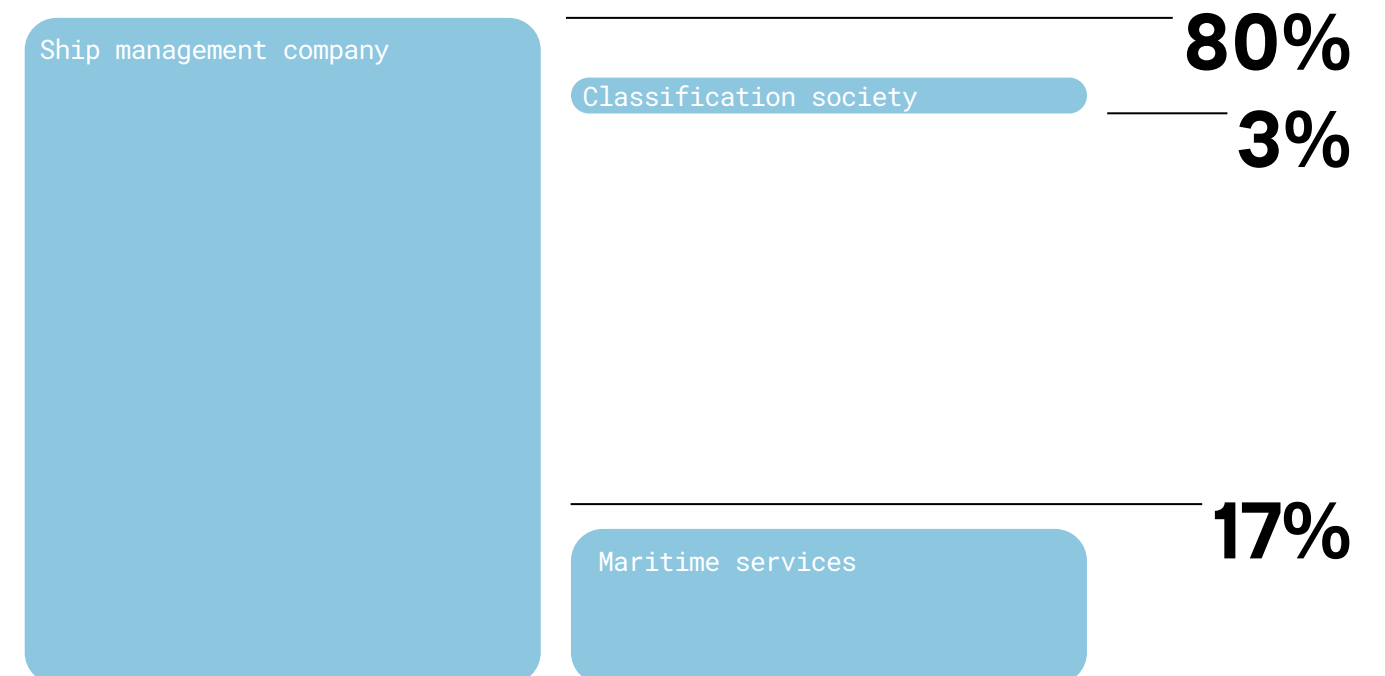 Ship management company
80%
Classification society
3%
17%
Maritime services